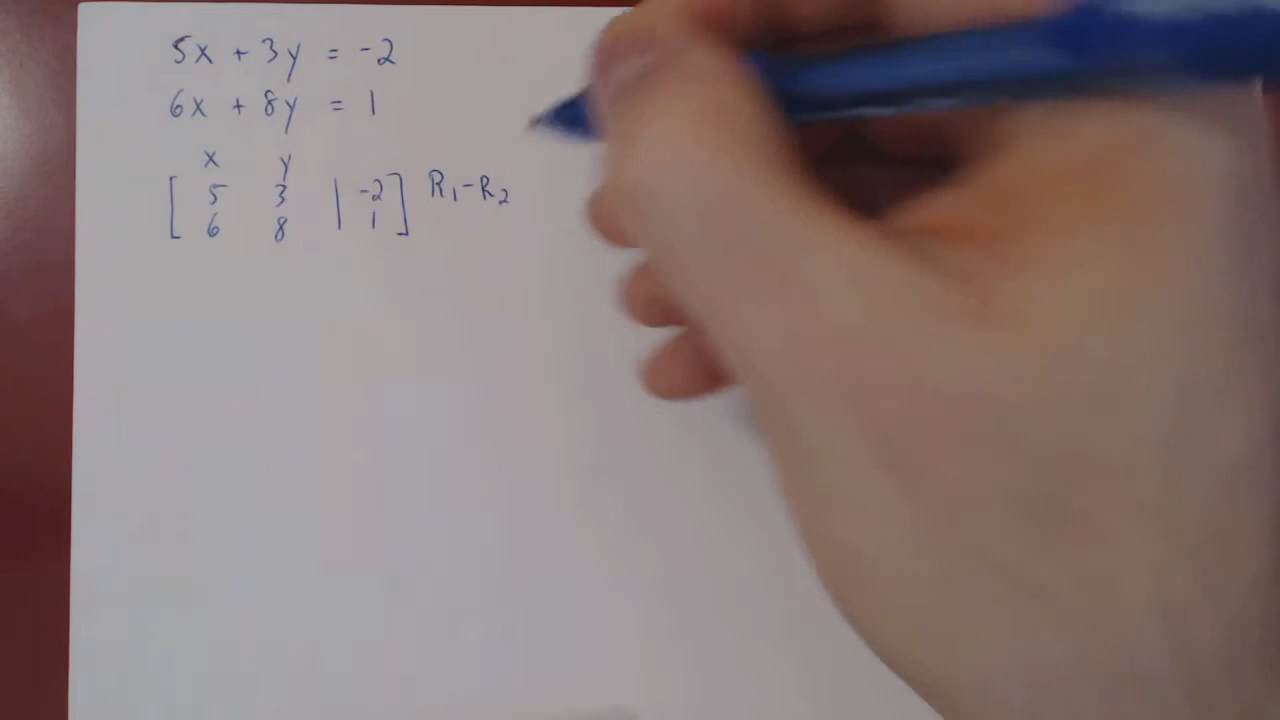 5x + 3y = -2
6x + 8y = 1
x y
[ 5 3 | -2 ] R₁-R₂
6 8 | 1